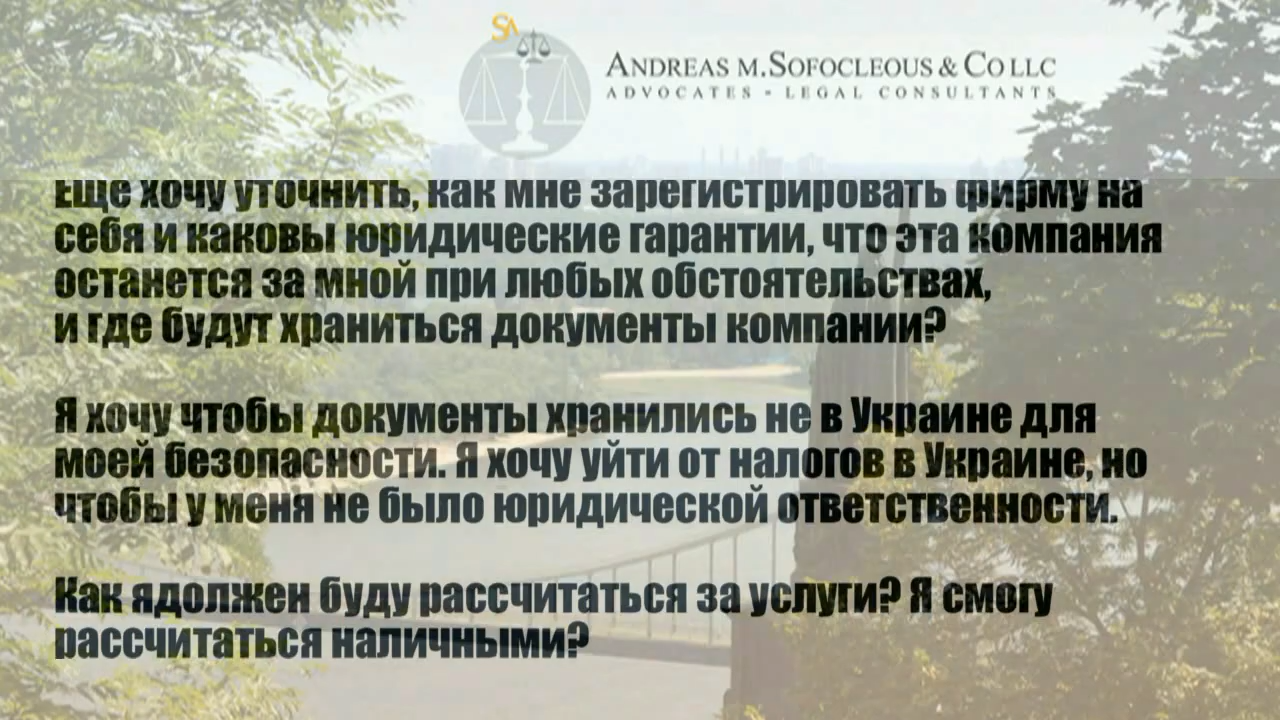 SA
ANDREAS M. SOFOCLEOUS & CO LLC
ADVOCATES - LEGAL CONSULTANTS
Еще хочу уточнить, как мне зарегистрировать фирму на
себя и каковы юридические гарантии, что эта компания
останется за мной при любых обстоятельствах,
и где будут храниться документы компании?
Я хочу чтобы документы хранились не в Украине для
моей безопасности. Я хочу уйти от налогов в Украине, но
чтобы у меня не было юридической ответственности.
Как ядолжен буду рассчитаться за услуги? Я смогу
рассчитаться наличными?